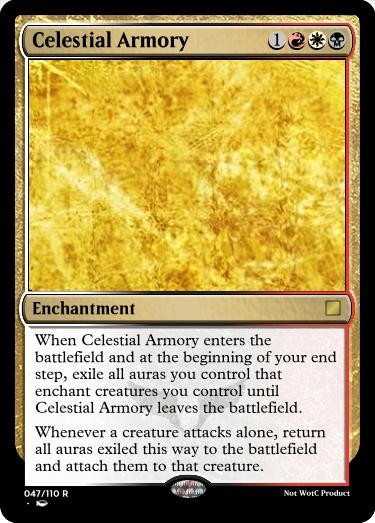 Celestial Armory 1
Enchantment
When Celestial Armory enters the
battlefield and at the beginning of your end
step, exile all auras you control that
enchant creatures you control until
Celestial Armory leaves the battlefield.
Whenever a creature attacks alone, return
all auras exiled this way to the battlefield
and attach them to that creature.
047/110 R
Not WotC Product